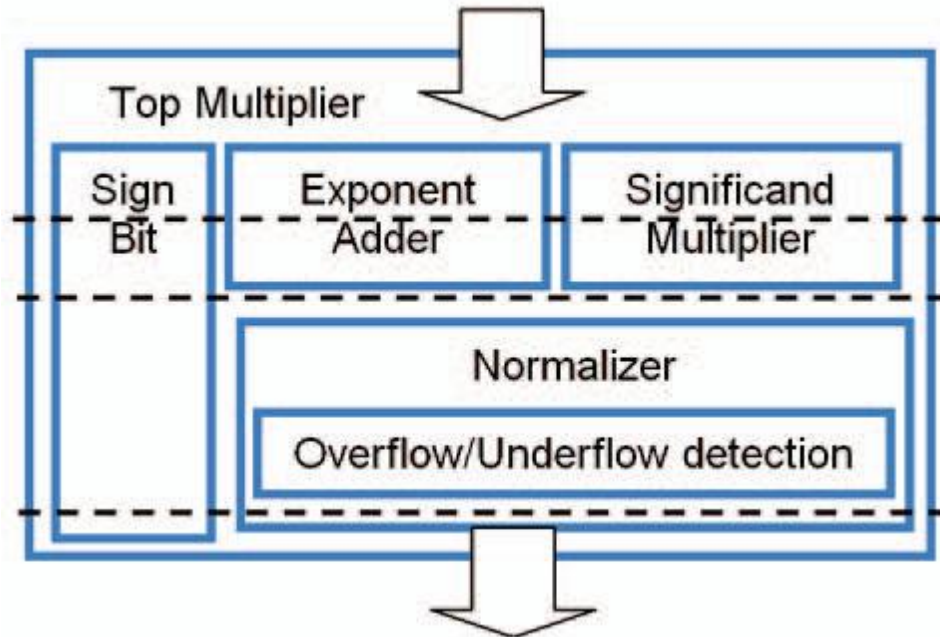 Top Multiplier
Sign
Bit
Exponent
Adder
Significand
Multiplier
Normalizer
Overflow/Underflow detection